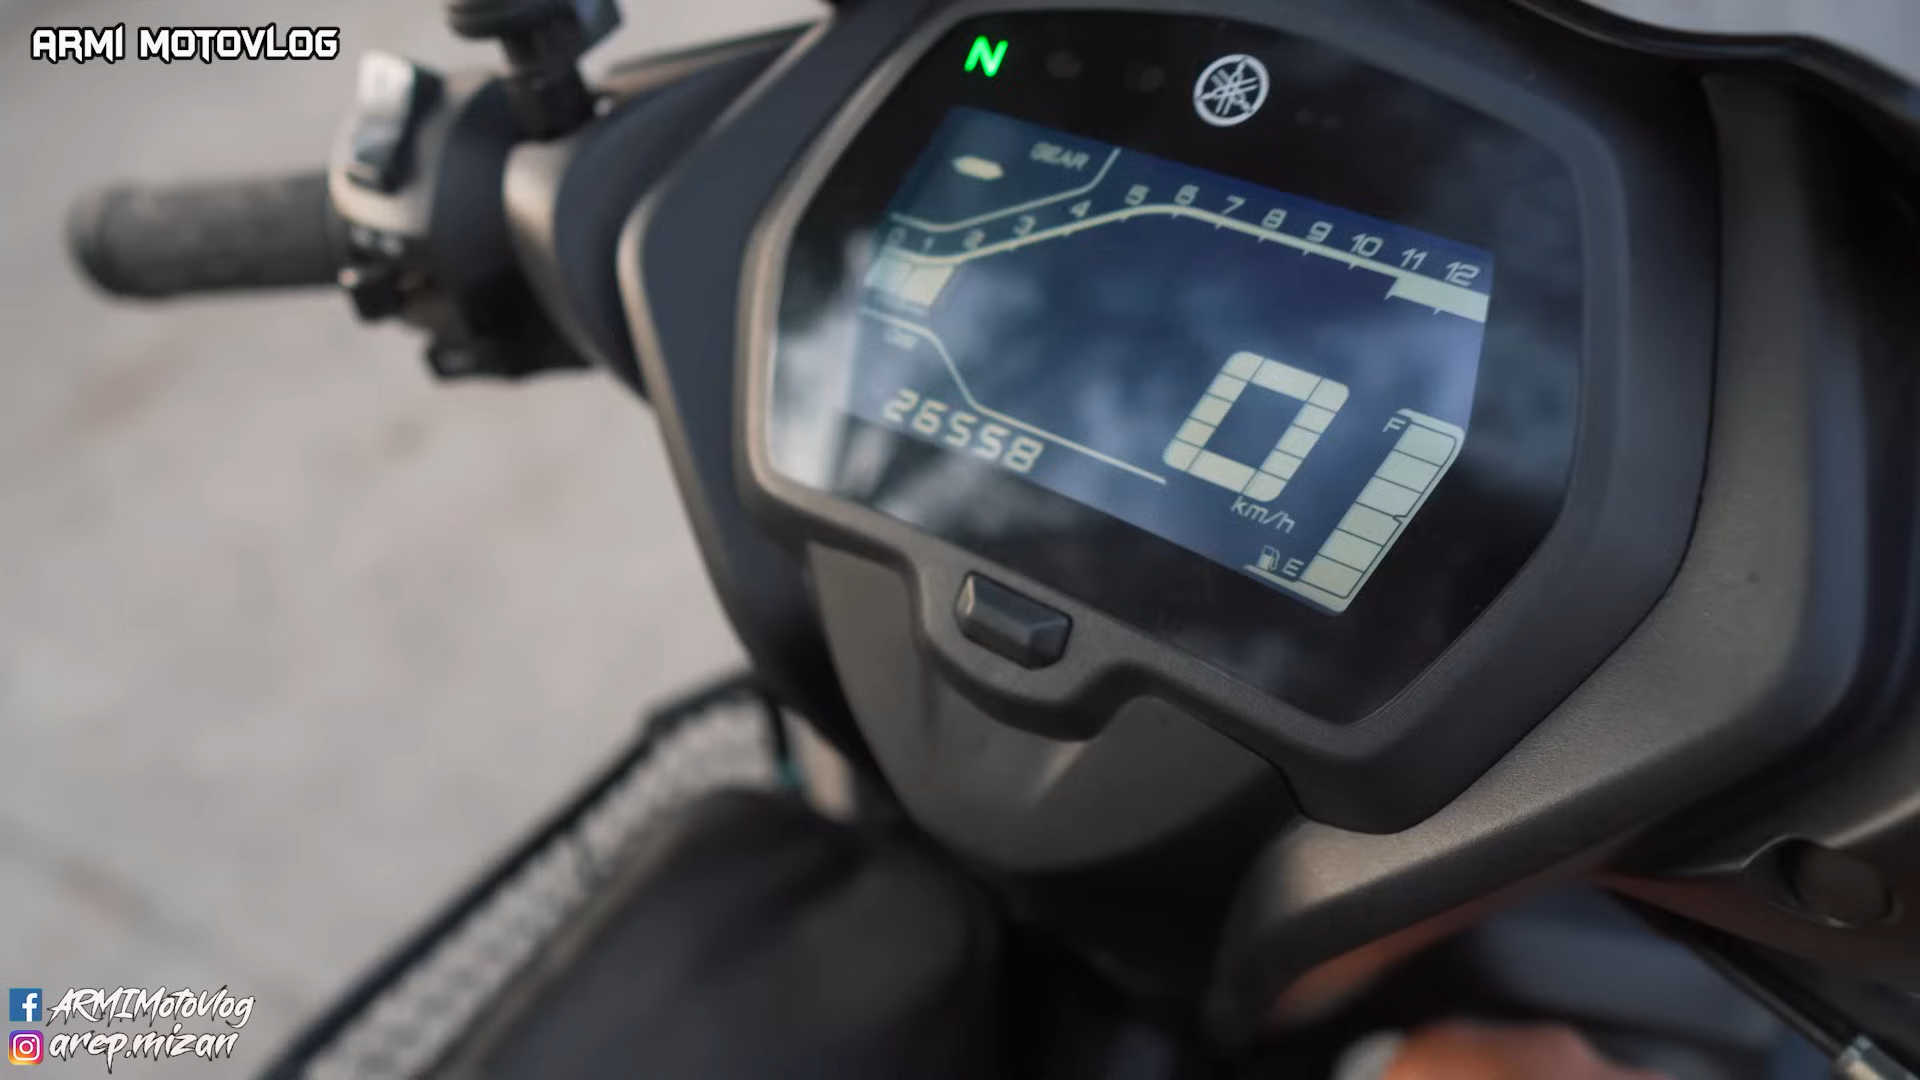 ARMI MOTOVLOG
N
GEAR
0 1 2 3 4 5 6 7 8 9 10 11 12
26558
0
km/h
F
E
ARMIMotovlog
arep.mizan